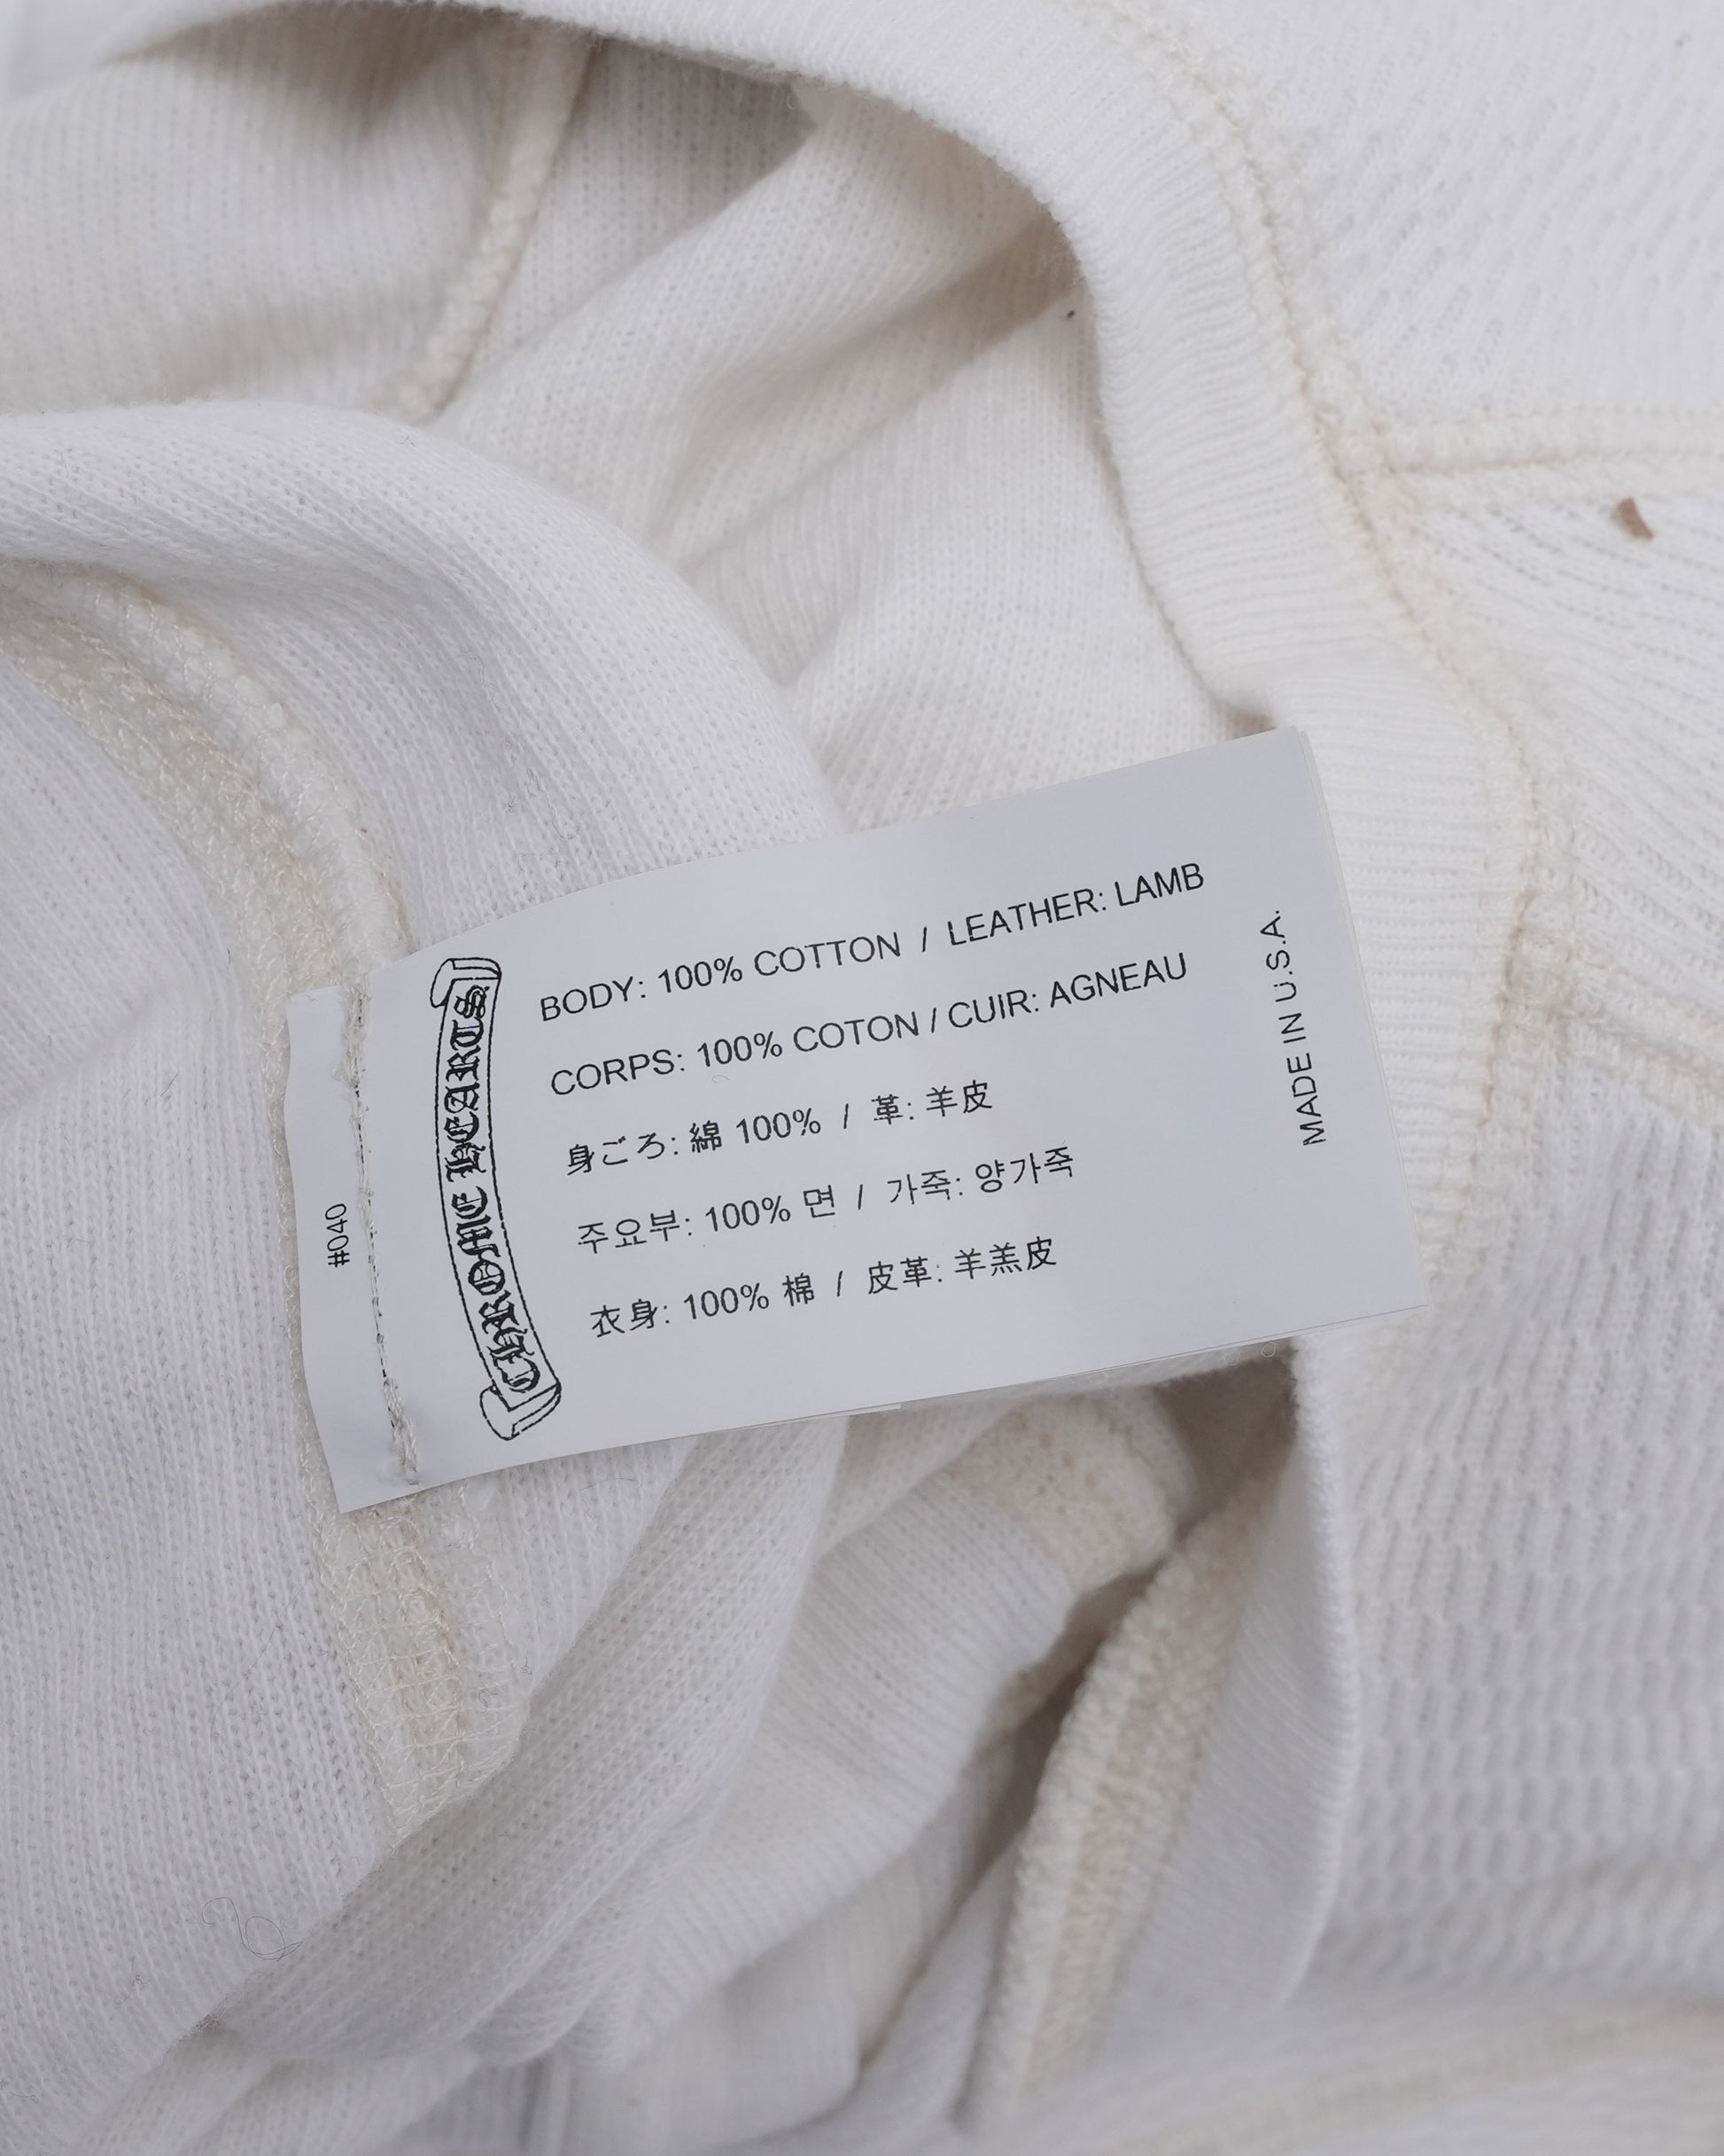 #040
CHROME HEARTS
BODY: 100% COTTON / LEATHER: LAMB
CORPS: 100% COTON / CUIR: AGNEAU
身ごろ: 綿 100% / 革: 羊皮
주요부: 100% 면 / 가죽: 양가죽
衣身: 100% 棉 / 皮革: 羊羔皮
MADE IN U.S.A.